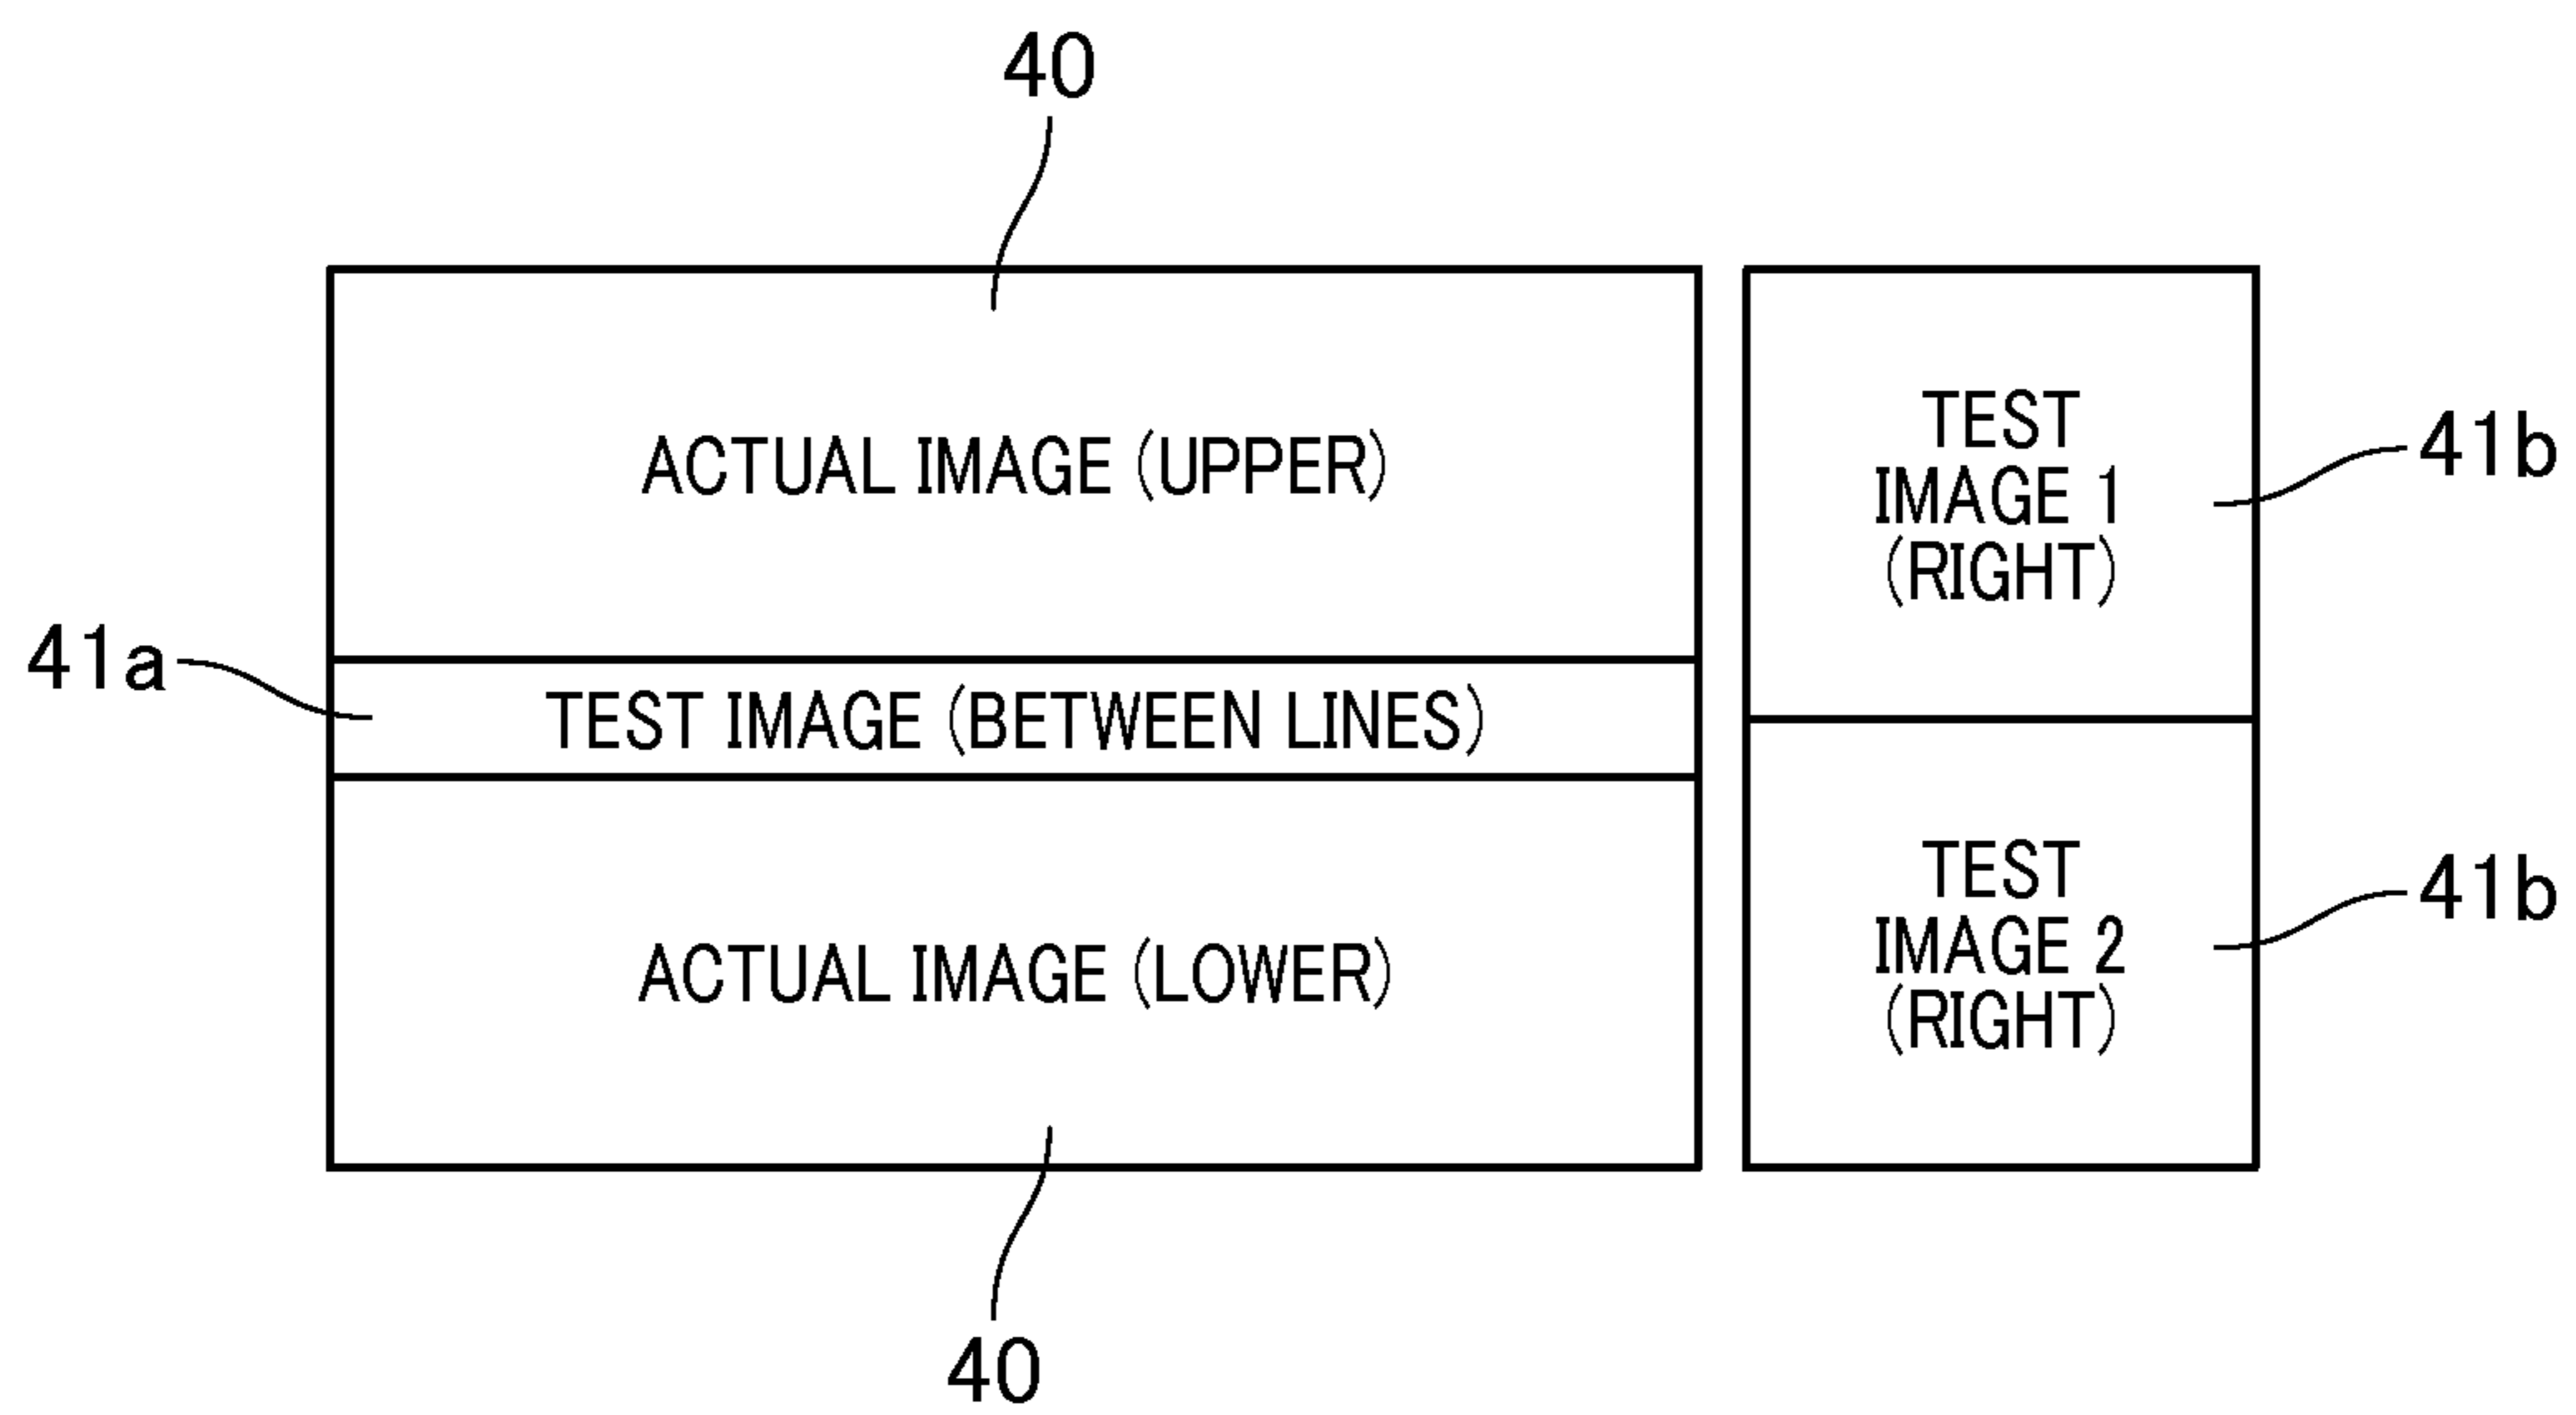 40
ACTUAL IMAGE (UPPER)
41a
TEST IMAGE (BETWEEN LINES)
ACTUAL IMAGE (LOWER)
40
TEST
IMAGE 1
(RIGHT)
41b
TEST
IMAGE 2
(RIGHT)
41b